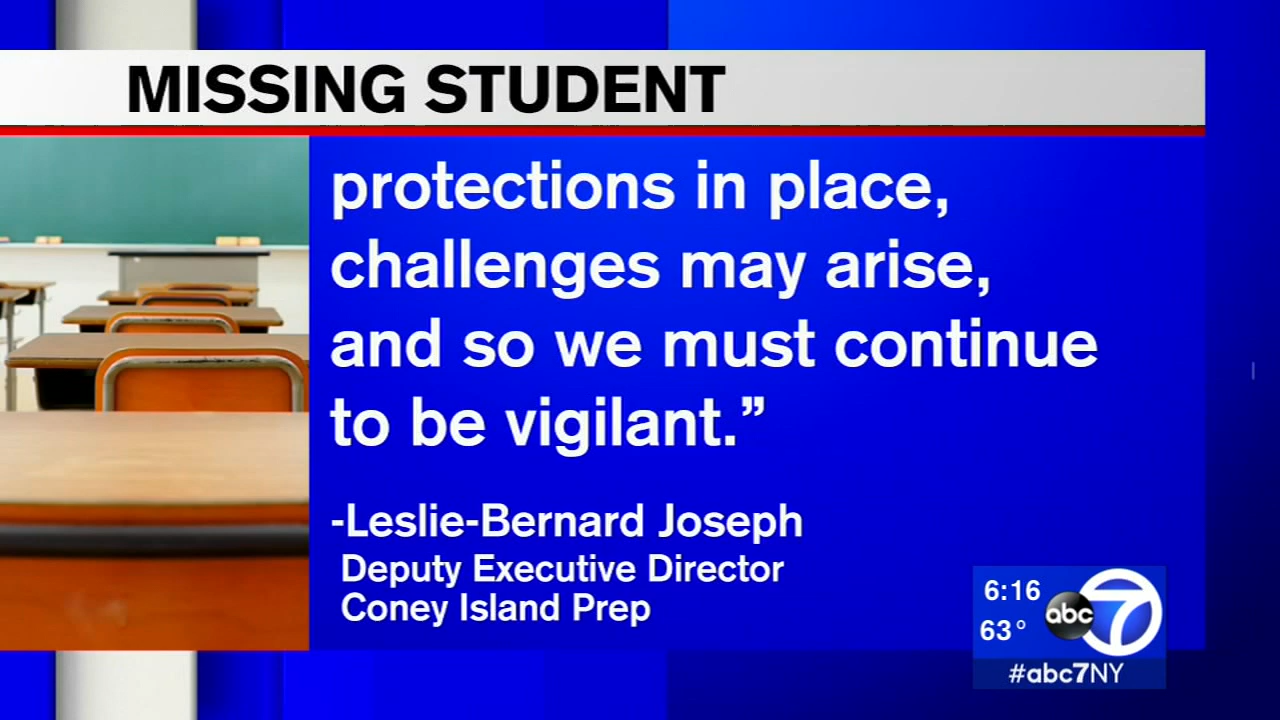 MISSING STUDENT
protections in place,
challenges may arise,
and so we must continue
to be vigilant.”
-Leslie-Bernard Joseph
Deputy Executive Director
Coney Island Prep
6:16
63°
abc 7
#abc7NY